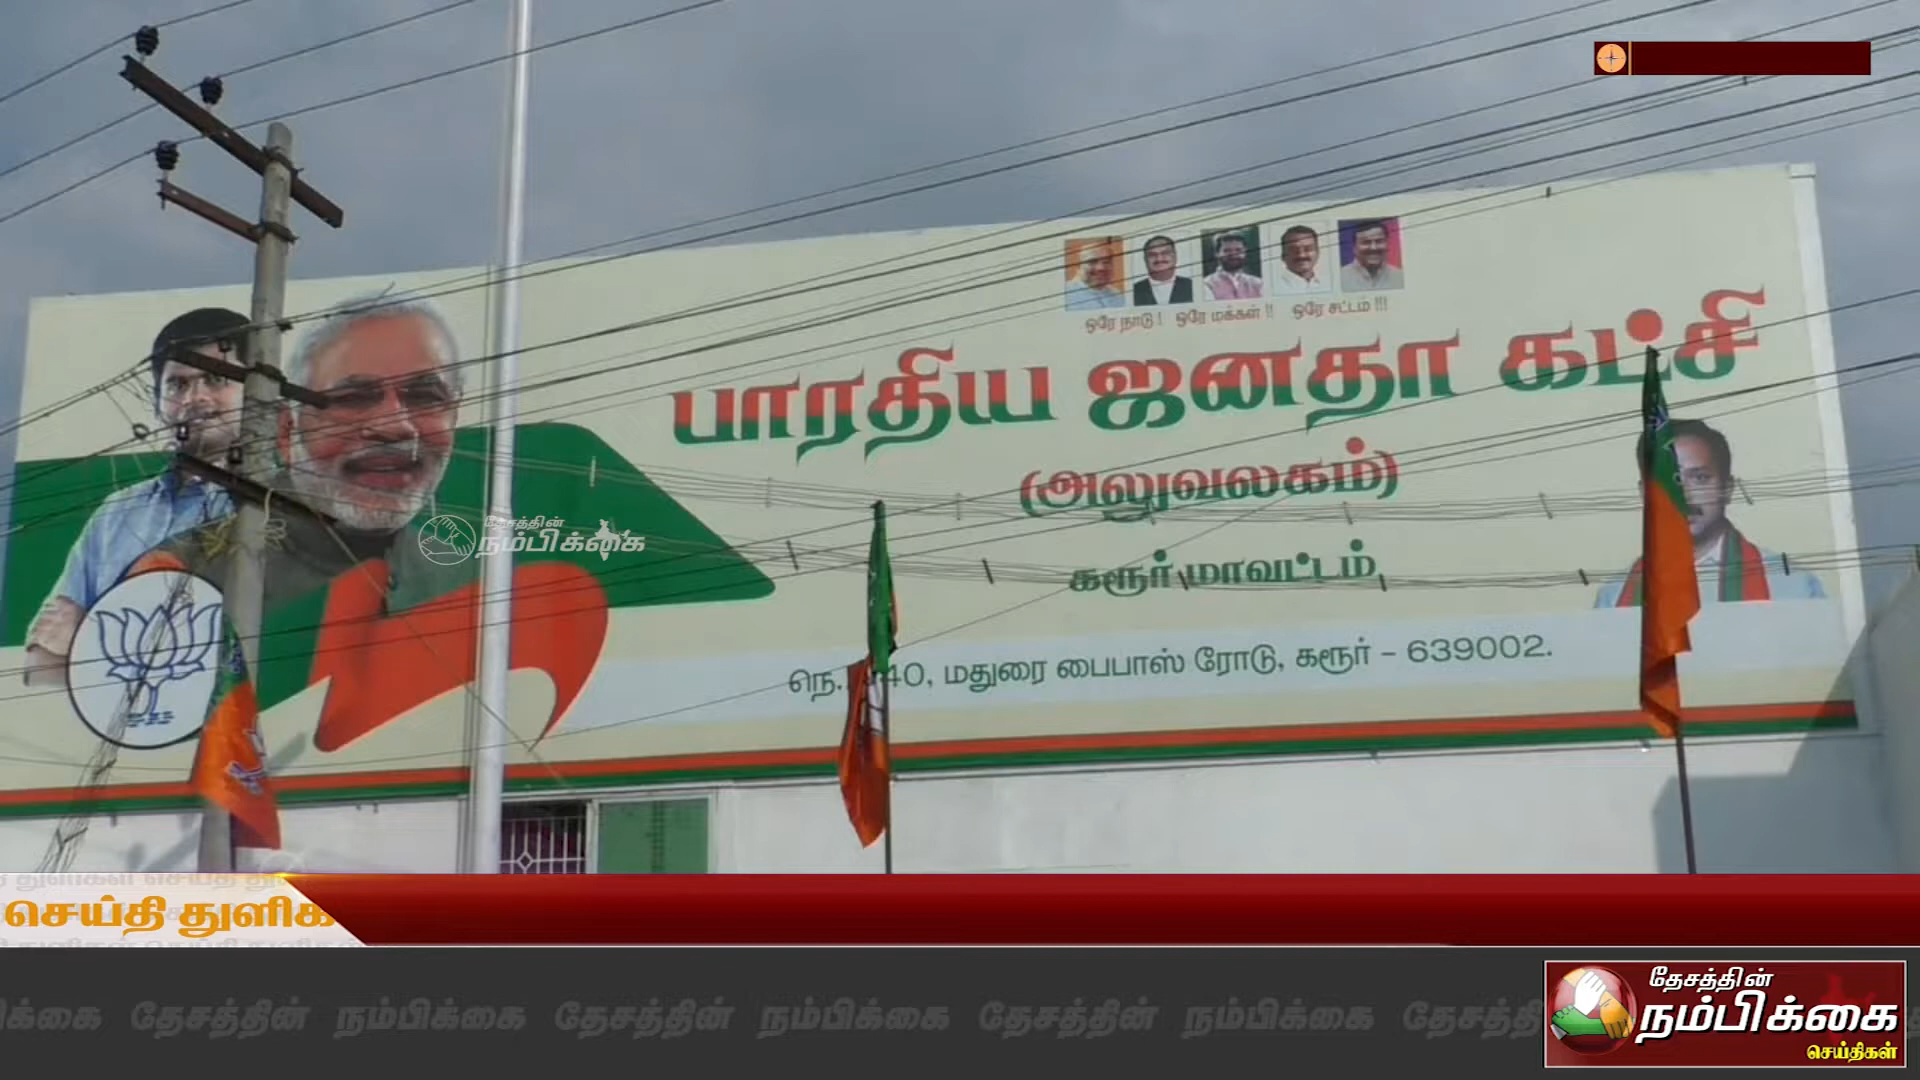 ஒரே நாடு ! ஒரே மக்கள் !! ஒரே சட்டம் !!!
பாரதிய ஜனதா கட்சி
(அலுவலகம்)
கரூர் மாவட்டம்,
மதுரை பைபாஸ் ரோடு, கரூர் - 639002.
தேசத்தின்
நம்பிக்கை
செய்தி துளிக
தேசத்தின் நம்பிக்கை தேசத்தின் நம்பிக்கை தேசத்தின் நம்பிக்கை
தேசத்தின்
நம்பிக்கை
செய்திகள்